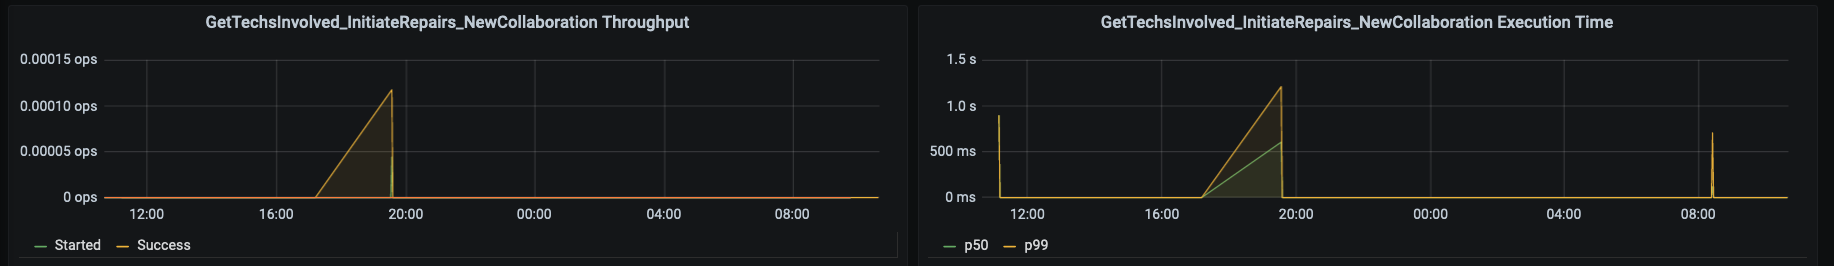 GetTechsInvolved_InitiateRepairs_NewCollaboration Throughput
0.00015 ops
0.00010 ops
0.00005 ops
0 ops
12:00 16:00 20:00 00:00 04:00 08:00
Started Success
GetTechsInvolved_InitiateRepairs_NewCollaboration Execution Time
1.5 s
1.0 s
500 ms
0 ms
12:00 16:00 20:00 00:00 04:00 08:00
p50 p99